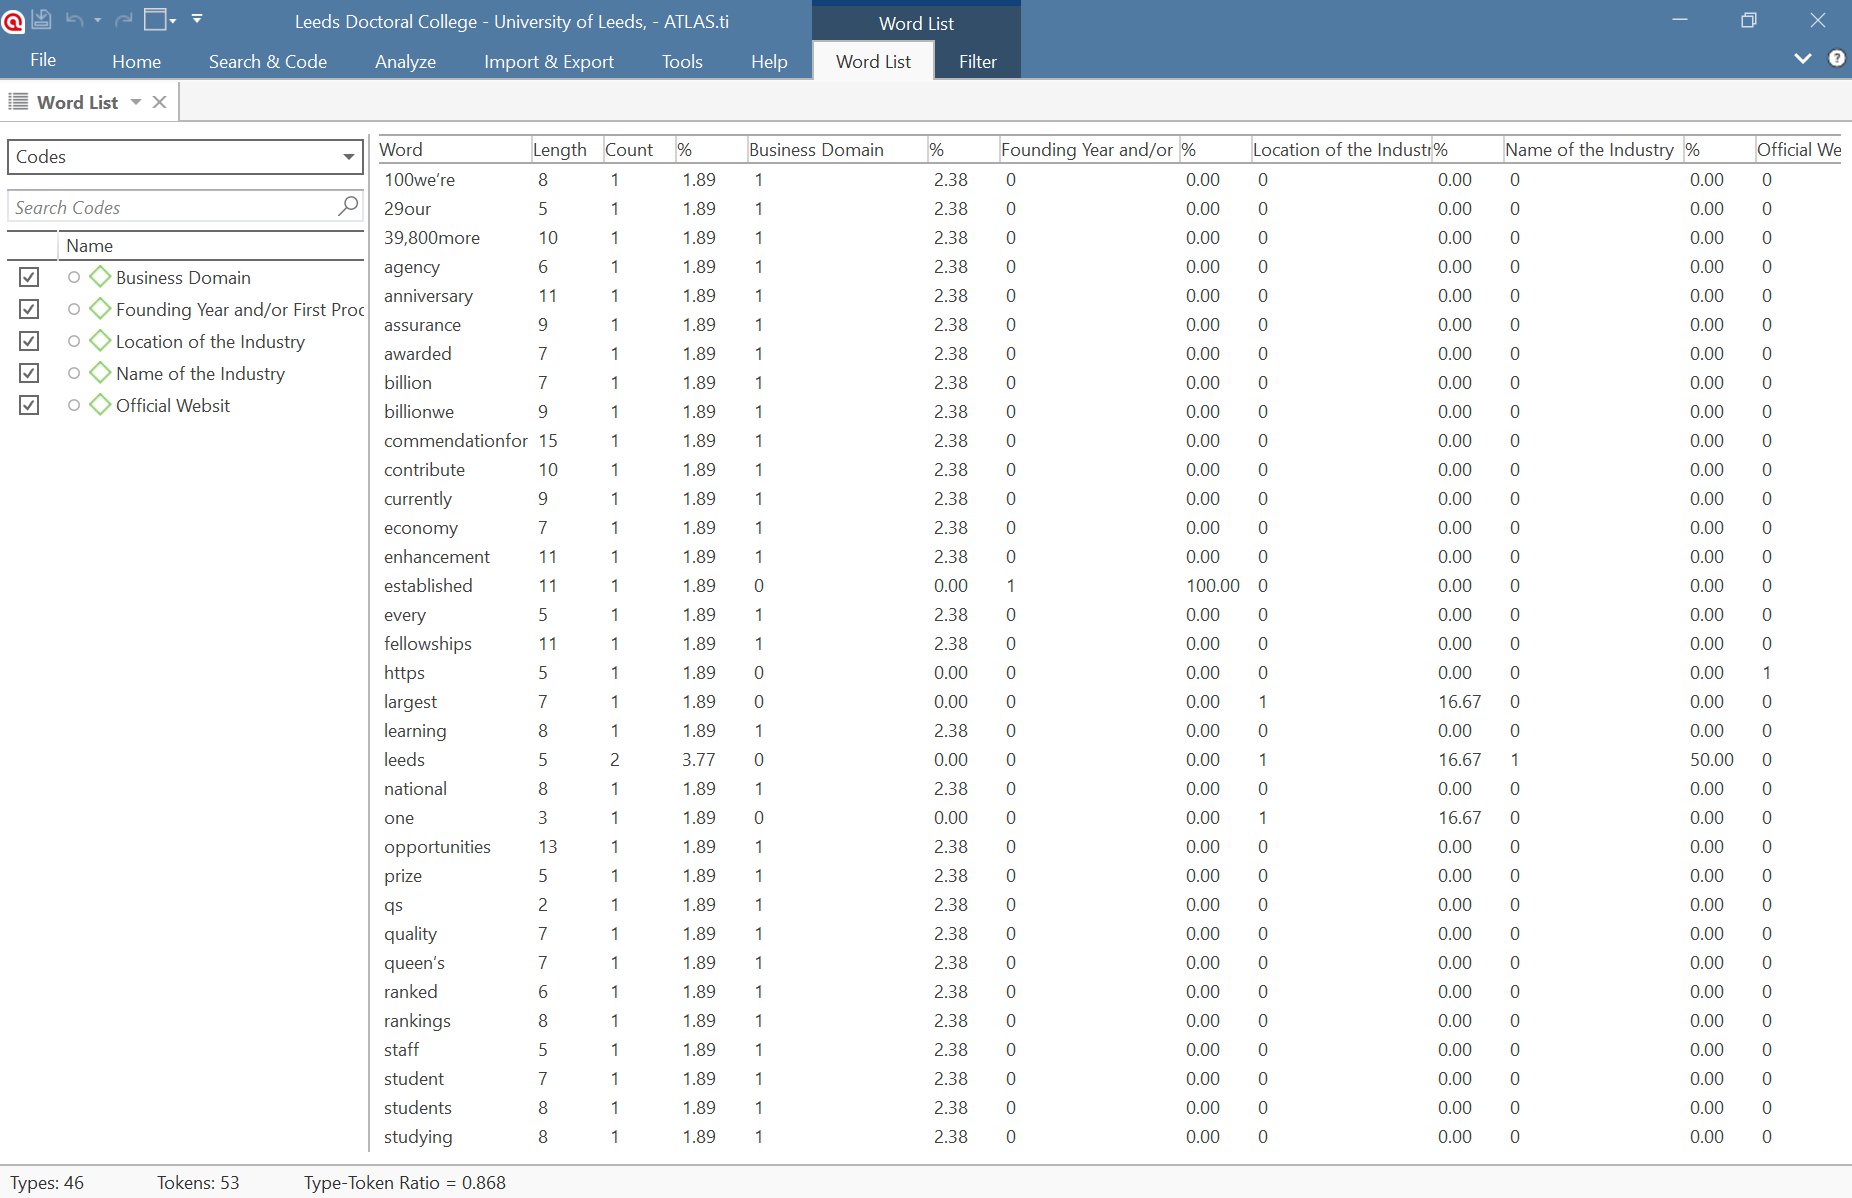 Leeds Doctoral College - University of Leeds, - ATLAS.ti
Word List
File Home Search & Code Analyze Import & Export Tools Help Word List Filter
Word List
Codes
Search Codes
Name
Business Domain
Founding Year and/or First Proc
Location of the Industry
Name of the Industry
Official Websit
Word Length Count % Business Domain % Founding Year and/or % Location of the Industr % Name of the Industry % Official We
100we’re 8 1 1.89 1 2.38 0 0.00 0 0.00 0 0.00 0
29our 5 1 1.89 1 2.38 0 0.00 0 0.00 0 0.00 0
39,800more 10 1 1.89 1 2.38 0 0.00 0 0.00 0 0.00 0
agency 6 1 1.89 1 2.38 0 0.00 0 0.00 0 0.00 0
anniversary 11 1 1.89 1 2.38 0 0.00 0 0.00 0 0.00 0
assurance 9 1 1.89 1 2.38 0 0.00 0 0.00 0 0.00 0
awarded 7 1 1.89 1 2.38 0 0.00 0 0.00 0 0.00 0
billion 7 1 1.89 1 2.38 0 0.00 0 0.00 0 0.00 0
billionwe 9 1 1.89 1 2.38 0 0.00 0 0.00 0 0.00 0
commendationfor 15 1 1.89 1 2.38 0 0.00 0 0.00 0 0.00 0
contribute 10 1 1.89 1 2.38 0 0.00 0 0.00 0 0.00 0
currently 9 1 1.89 1 2.38 0 0.00 0 0.00 0 0.00 0
economy 7 1 1.89 1 2.38 0 0.00 0 0.00 0 0.00 0
enhancement 11 1 1.89 1 2.38 0 0.00 0 0.00 0 0.00 0
established 11 1 1.89 0 0.00 1 100.00 0 0.00 0 0.00 0
every 5 1 1.89 1 2.38 0 0.00 0 0.00 0 0.00 0
fellowships 11 1 1.89 1 2.38 0 0.00 0 0.00 0 0.00 0
https 5 1 1.89 0 0.00 0 0.00 0 0.00 0 0.00 1
largest 7 1 1.89 0 0.00 0 0.00 1 16.67 0 0.00 0
learning 8 1 1.89 1 2.38 0 0.00 0 0.00 0 0.00 0
leeds 5 2 3.77 0 0.00 0 0.00 1 16.67 1 50.00 0
national 8 1 1.89 1 2.38 0 0.00 0 0.00 0 0.00 0
one 3 1 1.89 0 0.00 0 0.00 1 16.67 0 0.00 0
opportunities 13 1 1.89 1 2.38 0 0.00 0 0.00 0 0.00 0
prize 5 1 1.89 1 2.38 0 0.00 0 0.00 0 0.00 0
qs 2 1 1.89 1 2.38 0 0.00 0 0.00 0 0.00 0
quality 7 1 1.89 1 2.38 0 0.00 0 0.00 0 0.00 0
queen’s 7 1 1.89 1 2.38 0 0.00 0 0.00 0 0.00 0
ranked 6 1 1.89 1 2.38 0 0.00 0 0.00 0 0.00 0
rankings 8 1 1.89 1 2.38 0 0.00 0 0.00 0 0.00 0
staff 5 1 1.89 1 2.38 0 0.00 0 0.00 0 0.00 0
student 7 1 1.89 1 2.38 0 0.00 0 0.00 0 0.00 0
students 8 1 1.89 1 2.38 0 0.00 0 0.00 0 0.00 0
studying 8 1 1.89 1 2.38 0 0.00 0 0.00 0 0.00 0
Types: 46 Tokens: 53 Type-Token Ratio = 0.868